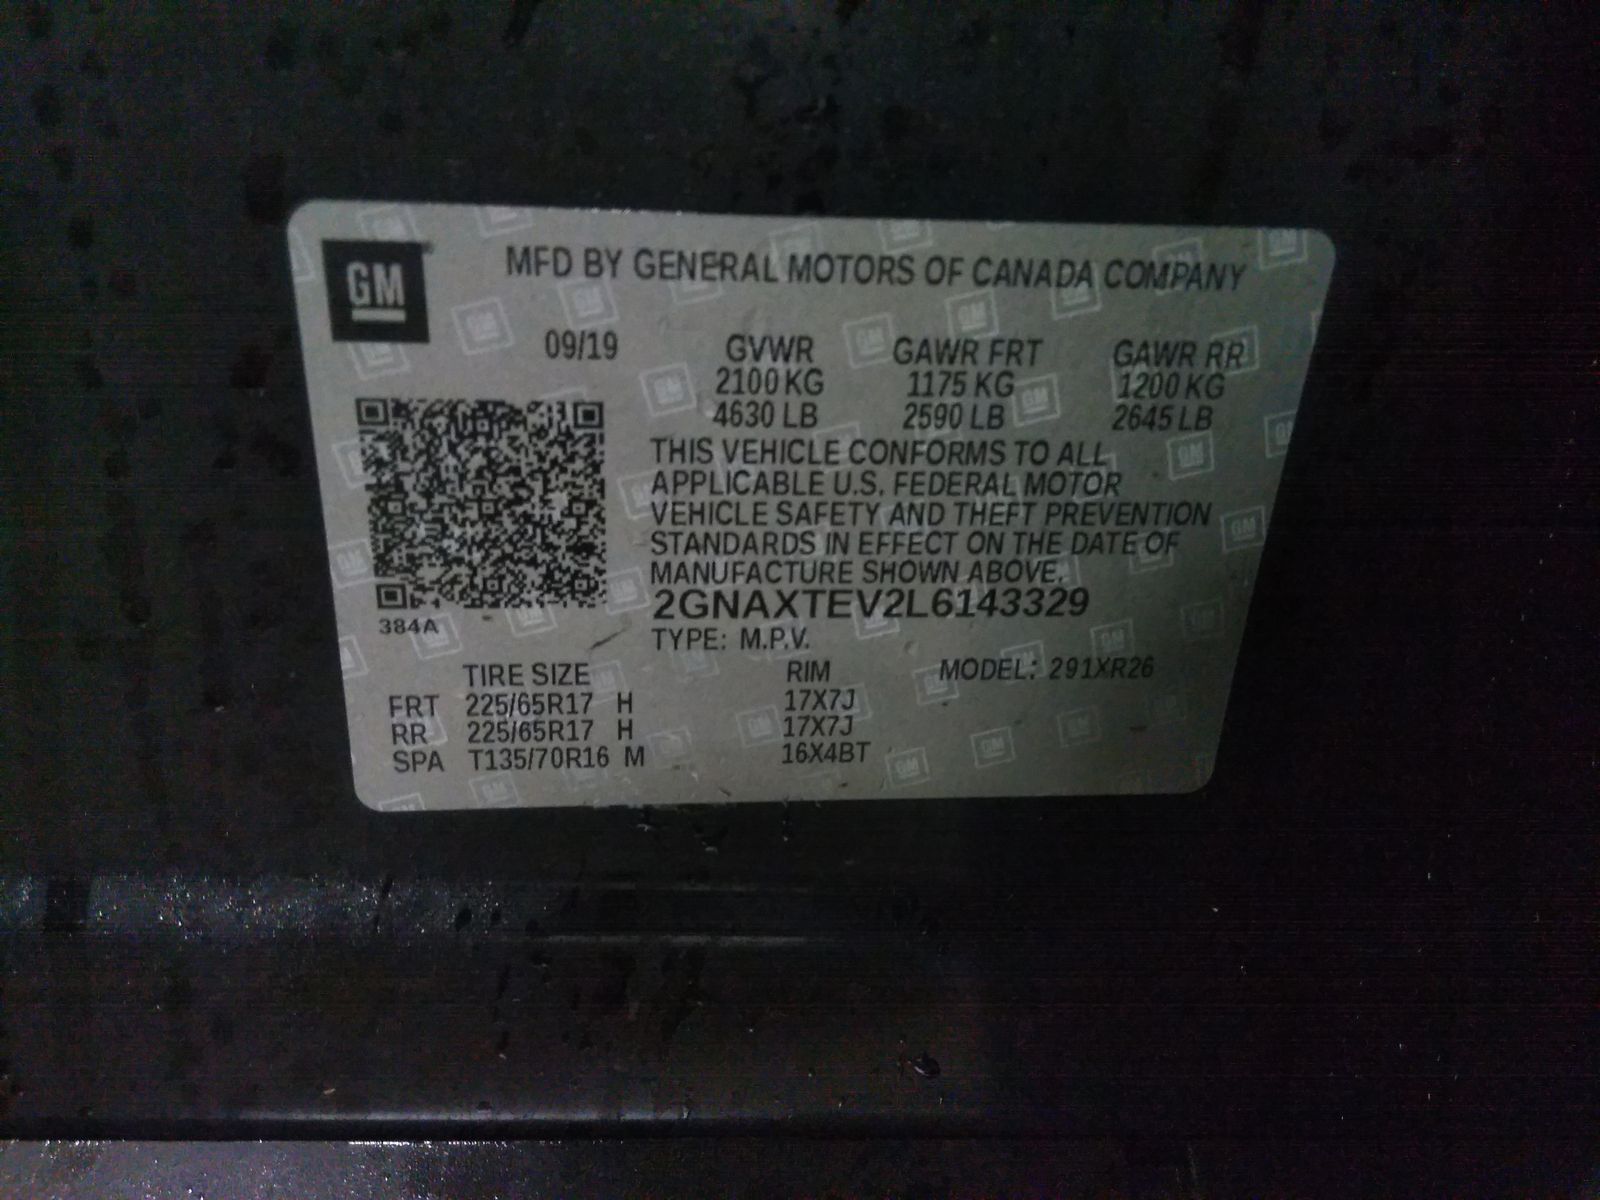 GM
MFD BY GENERAL MOTORS OF CANADA COMPANY
09/19 GVWR GAWR FRT GAWR RR
2100 KG 1175 KG 1200 KG
4630 LB 2590 LB 2645 LB
THIS VEHICLE CONFORMS TO ALL
APPLICABLE U.S. FEDERAL MOTOR
VEHICLE SAFETY AND THEFT PREVENTION
STANDARDS IN EFFECT ON THE DATE OF
MANUFACTURE SHOWN ABOVE.
2GNAXTEV2L6143329
384A
TYPE: M.P.V.
TIRE SIZE RIM MODEL: 291XR26
FRT 225/65R17 H 17X7J
RR 225/65R17 H 17X7J
SPA T135/70R16 M 16X4BT